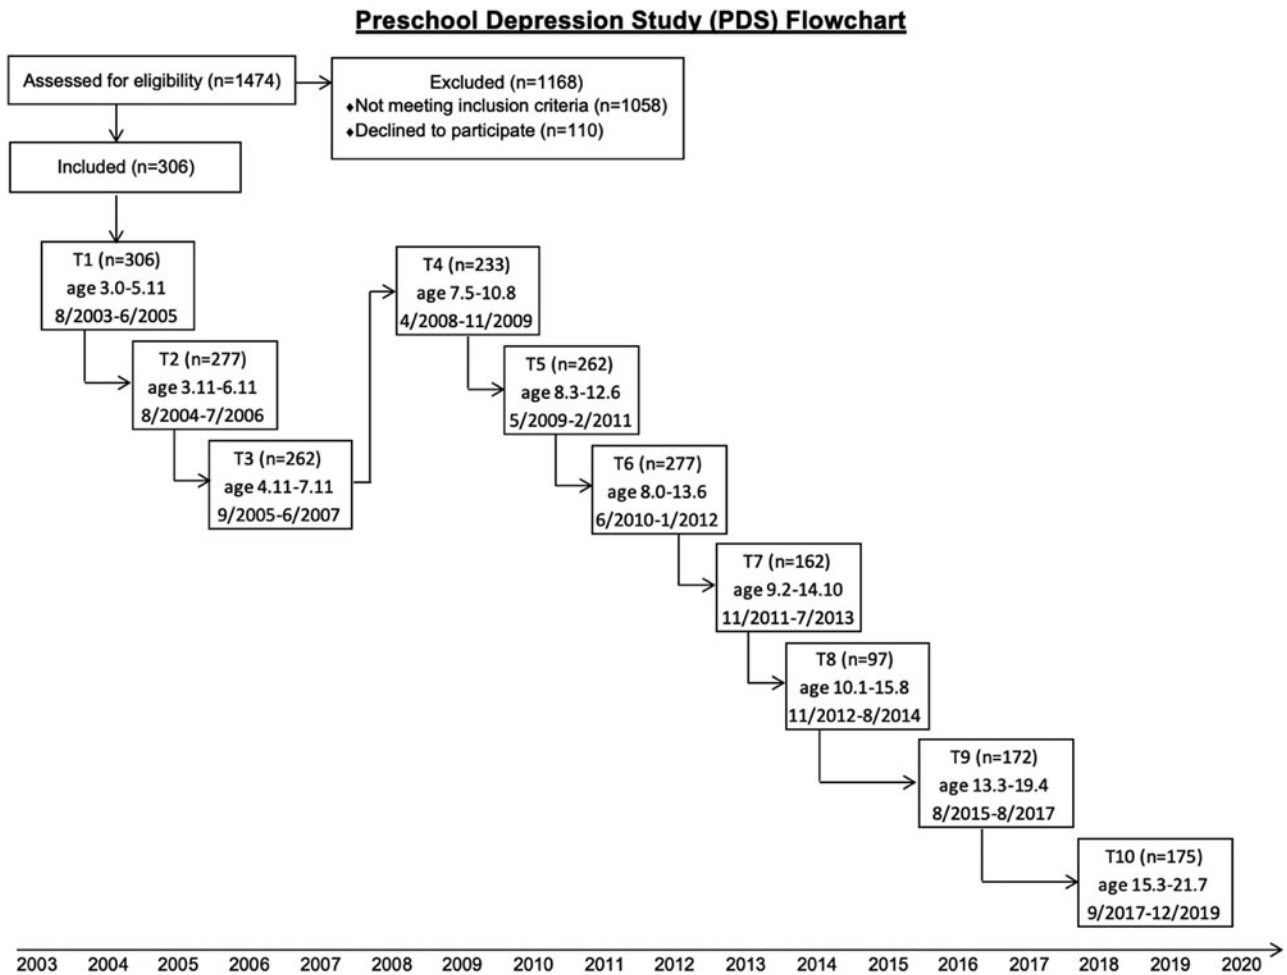 Preschool Depression Study (PDS) Flowchart
Assessed for eligibility (n=1474)
Excluded (n=1168)
♦Not meeting inclusion criteria (n=1058)
♦Declined to participate (n=110)
Included (n=306)
T1 (n=306)
age 3.0-5.11
8/2003-6/2005
T2 (n=277)
age 3.11-6.11
8/2004-7/2006
T3 (n=262)
age 4.11-7.11
9/2005-6/2007
T4 (n=233)
age 7.5-10.8
4/2008-11/2009
T5 (n=262)
age 8.3-12.6
5/2009-2/2011
T6 (n=277)
age 8.0-13.6
6/2010-1/2012
T7 (n=162)
age 9.2-14.10
11/2011-7/2013
T8 (n=97)
age 10.1-15.8
11/2012-8/2014
T9 (n=172)
age 13.3-19.4
8/2015-8/2017
T10 (n=175)
age 15.3-21.7
9/2017-12/2019
2003 2004 2005 2006 2007 2008 2009 2010 2011 2012 2013 2014 2015 2016 2017 2018 2019 2020